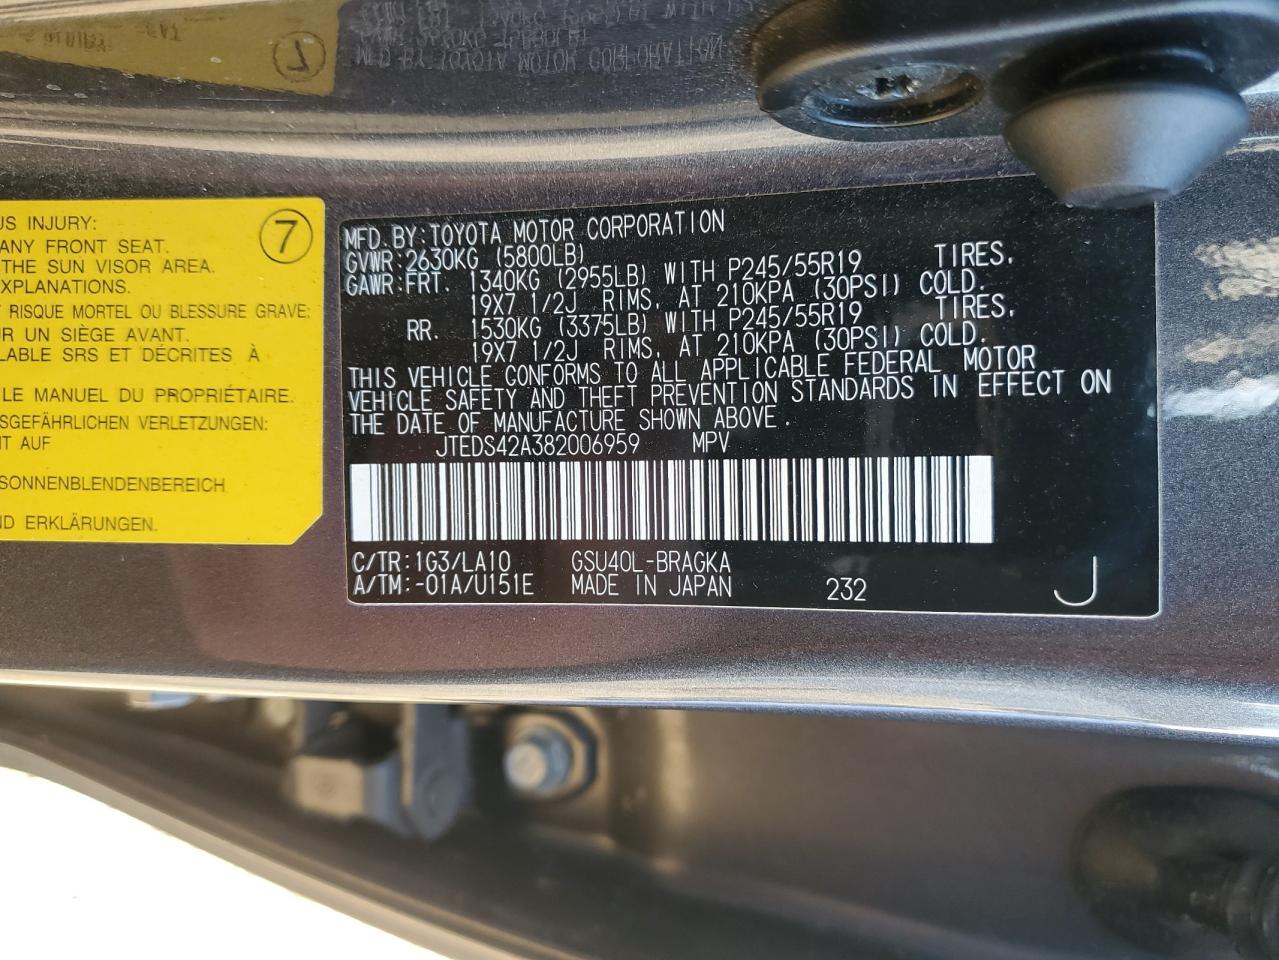 US INJURY:
ANY FRONT SEAT.
THE SUN VISOR AREA.
EXPLANATIONS.
RISQUE MORTEL OU BLESSURE GRAVE:
UR UN SIÈGE AVANT.
LABLE SRS ET DÉCRITES À
LE MANUEL DU PROPRIÉTAIRE.
SGEFÄHRLICHEN VERLETZUNGEN:
T AUF
SONNENBLENDENBEREICH
ND ERKLÄRUNGEN.
7
MFD.BY:TOYOTA MOTOR CORPORATION
GVWR:2630KG (5800LB)
GAWR:FRT. 1340KG (2955LB) WITH P245/55R19 TIRES,
19X7 1/2J RIMS, AT 210KPA (30PSI) COLD.
RR. 1530KG (3375LB) WITH P245/55R19 TIRES,
19X7 1/2J RIMS, AT 210KPA (30PSI) COLD.
THIS VEHICLE CONFORMS TO ALL APPLICABLE FEDERAL MOTOR
VEHICLE SAFETY AND THEFT PREVENTION STANDARDS IN EFFECT ON
THE DATE OF MANUFACTURE SHOWN ABOVE.
JTEDS42A382006959 MPV
C/TR:1G3/LA10 GSU40L-BRAGKA
A/TM:-01A/U151E MADE IN JAPAN 232 J